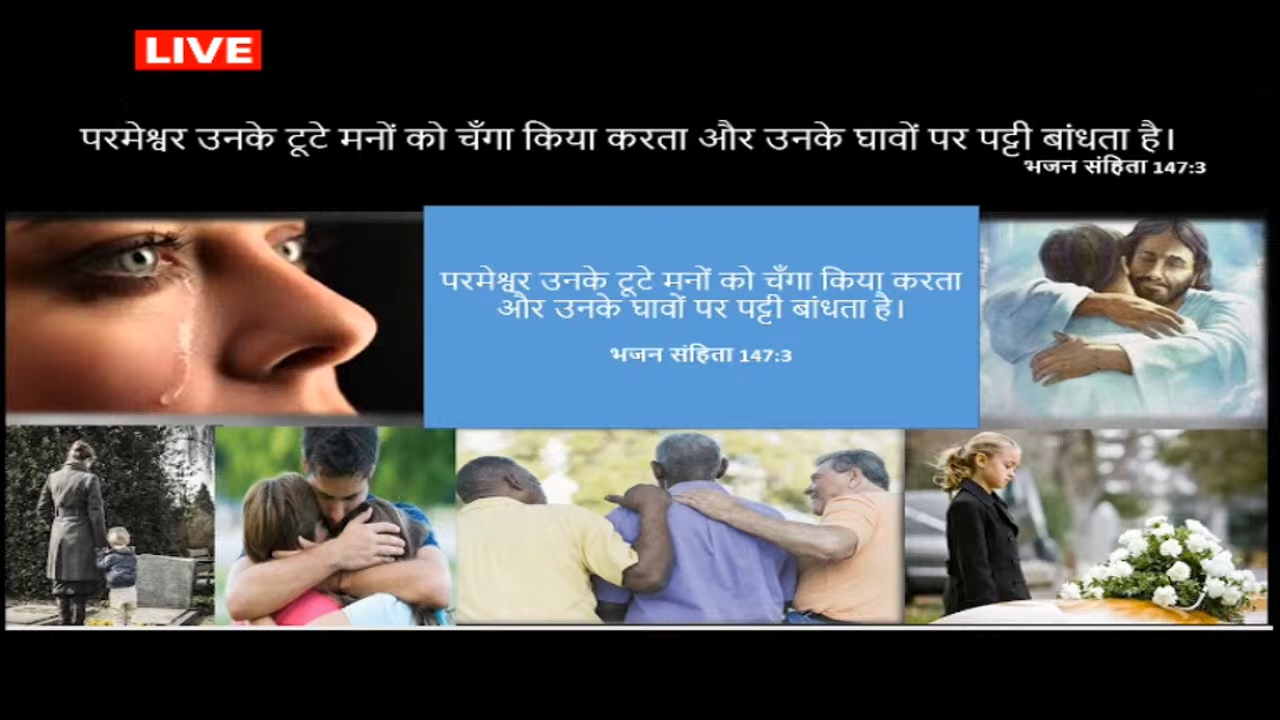 LIVE
परमेश्वर उनके टूटे मनों को चँगा किया करता और उनके घावों पर पट्टी बांधता है।
भजन संहिता 147:3
परमेश्वर उनके टूटे मनों को चँगा किया करता
और उनके घावों पर पट्टी बांधता है।
भजन संहिता 147:3